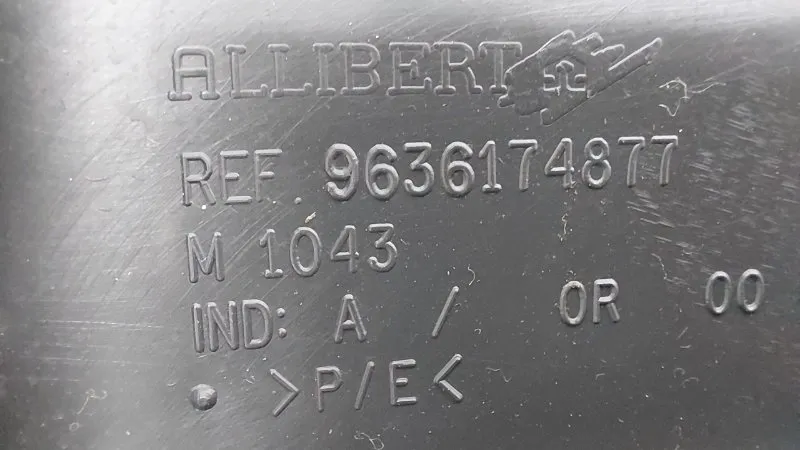 ALLIBERT
REF. 9636174877
M 1043
IND: A / OR 00
>P/E<